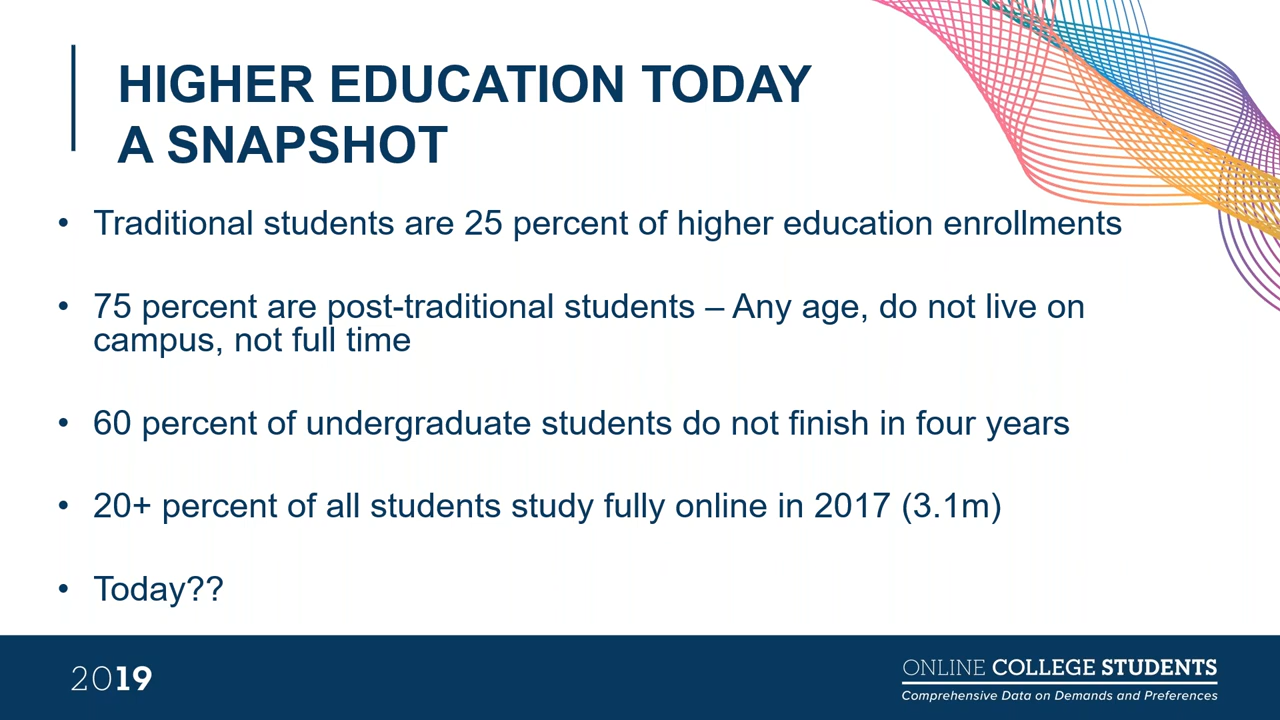 HIGHER EDUCATION TODAY
A SNAPSHOT
• Traditional students are 25 percent of higher education enrollments
• 75 percent are post-traditional students – Any age, do not live on
campus, not full time
• 60 percent of undergraduate students do not finish in four years
• 20+ percent of all students study fully online in 2017 (3.1m)
• Today??
2019
ONLINE COLLEGE STUDENTS
Comprehensive Data on Demands and Preferences